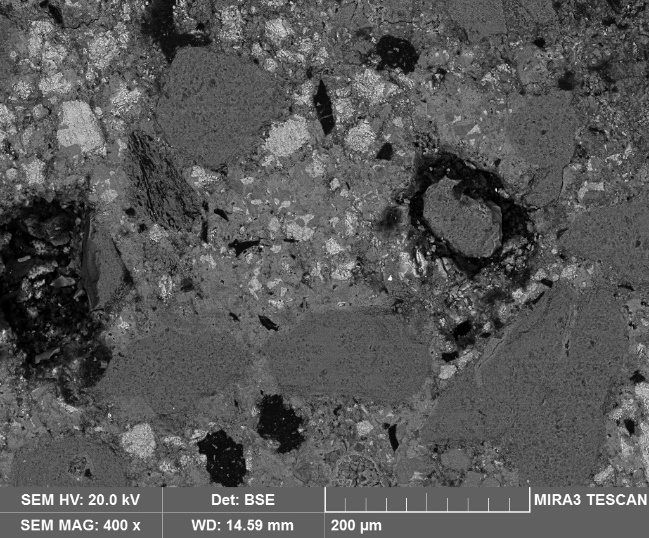 SEM HV: 20.0 kV Det: BSE MIRA3 TESCAN
SEM MAG: 400 x WD: 14.59 mm 200 µm